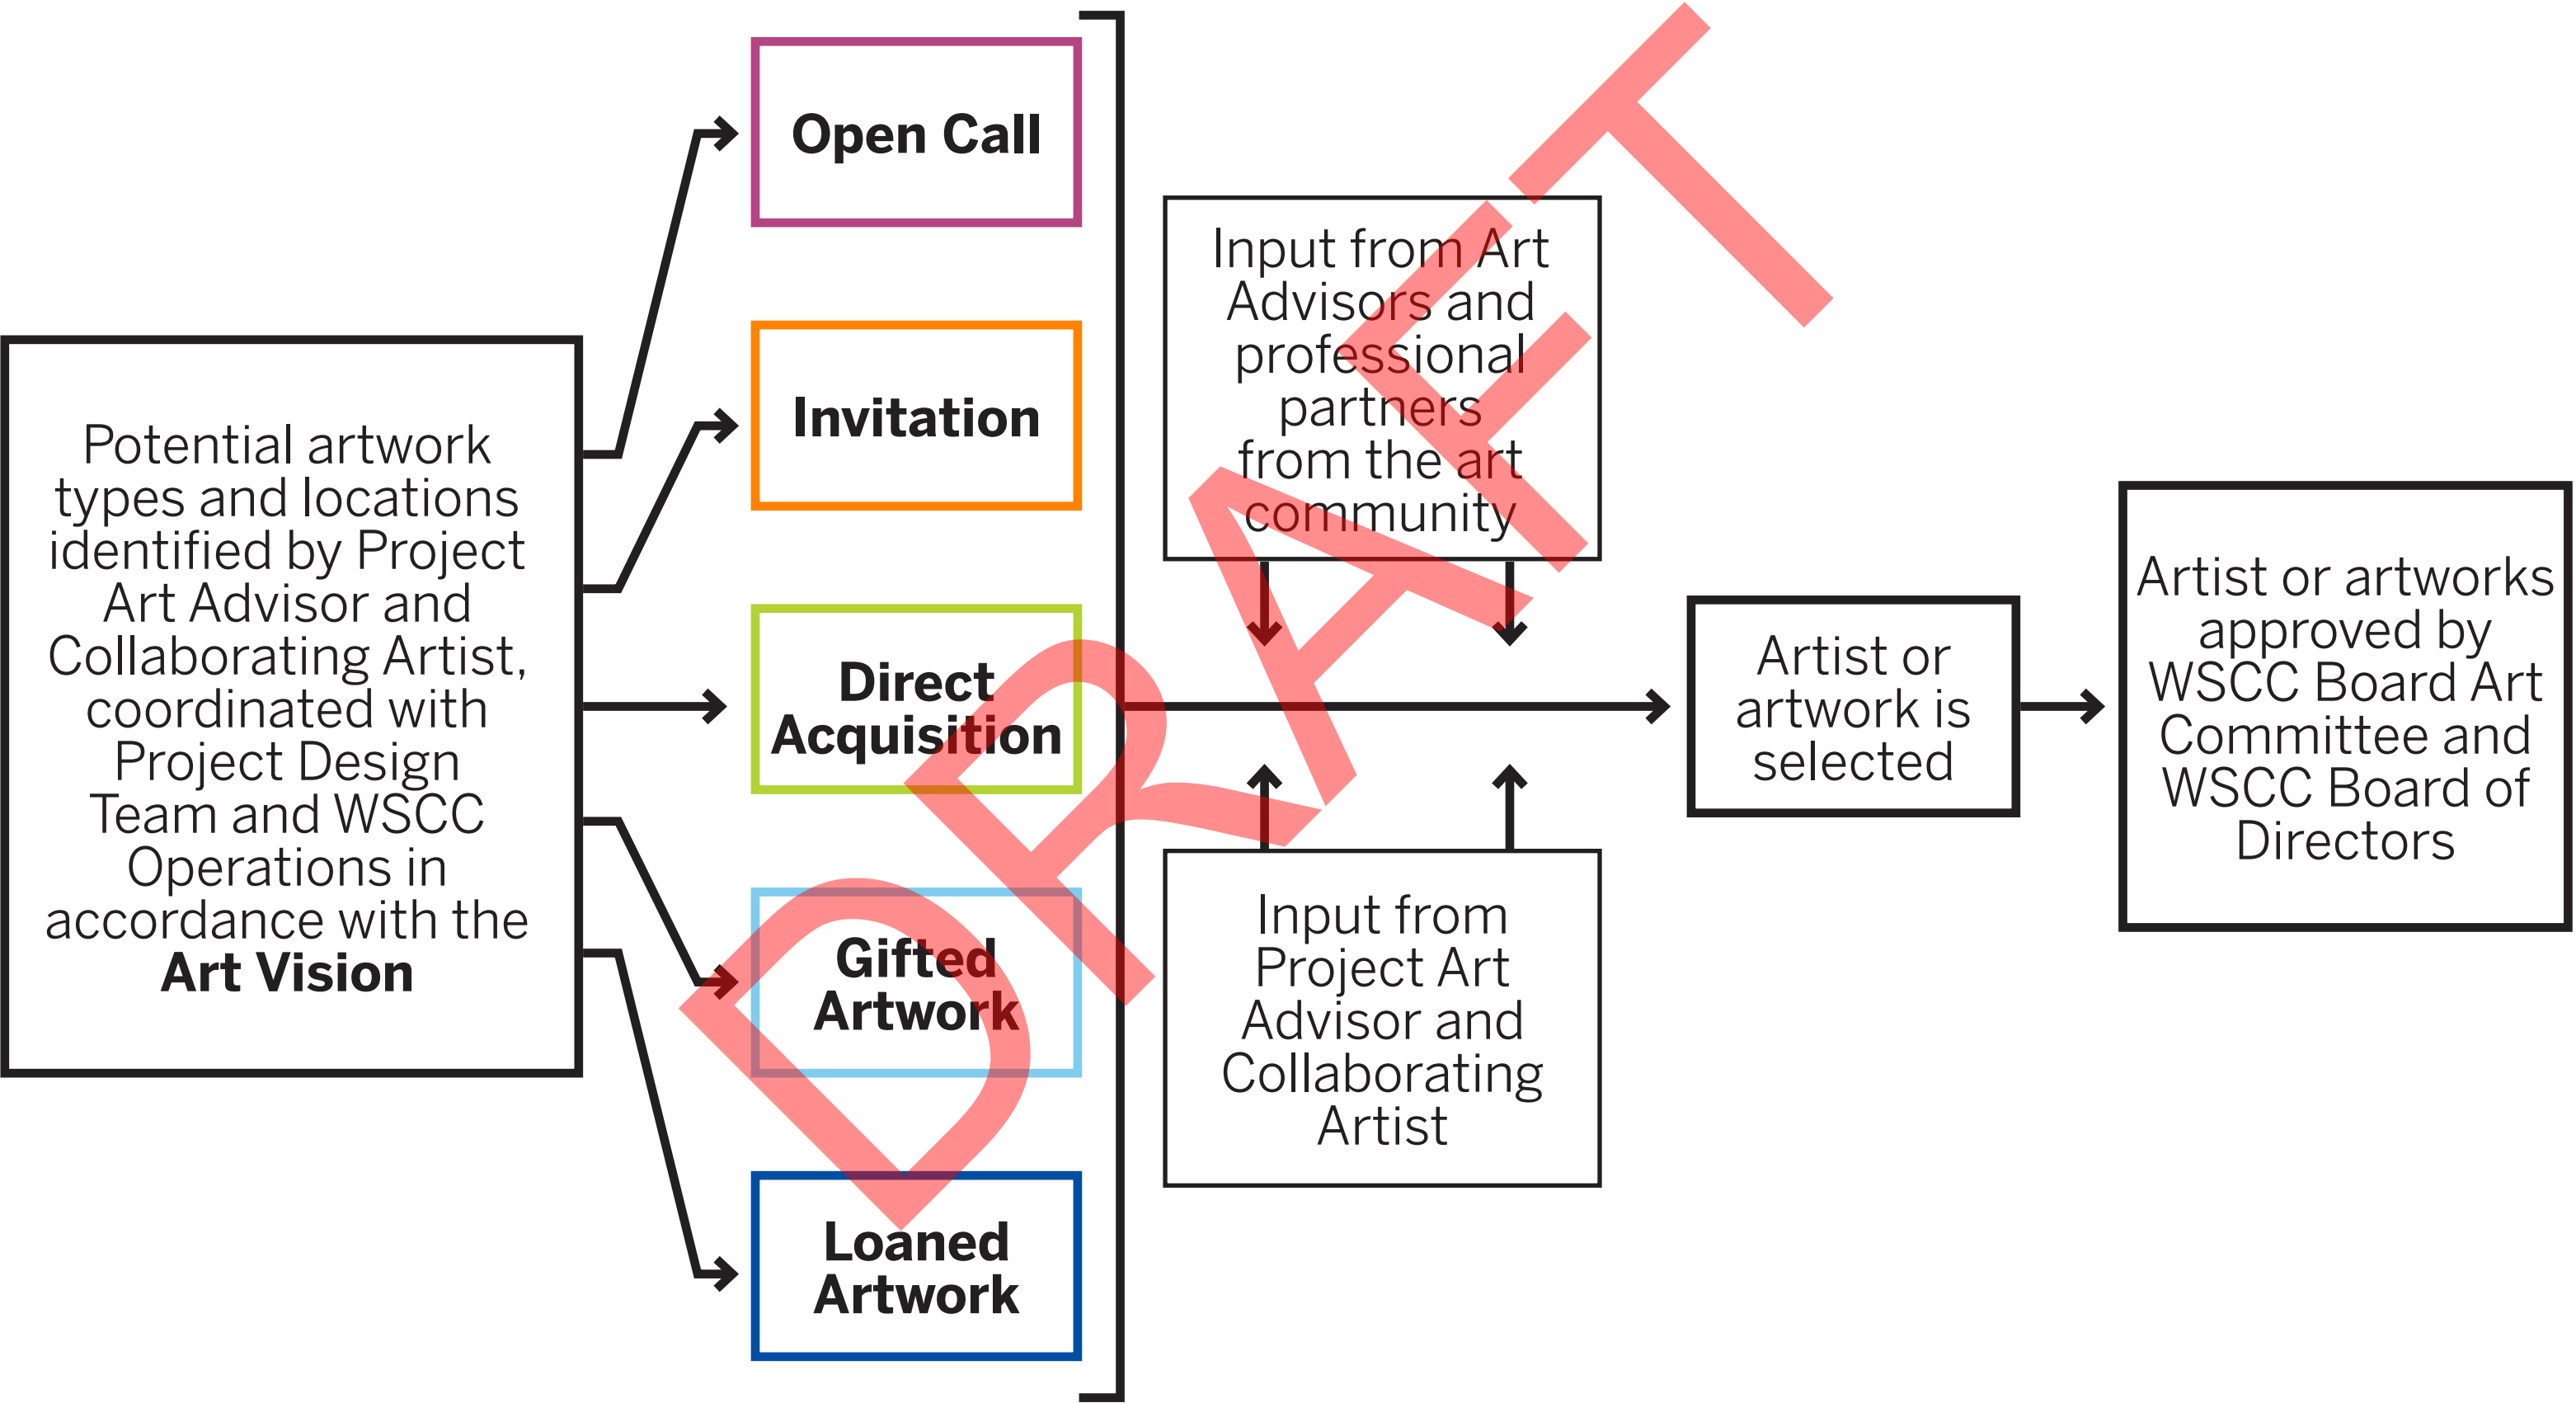 Potential artwork
types and locations
identified by Project
Art Advisor and
Collaborating Artist,
coordinated with
Project Design
Team and WSCC
Operations in
accordance with the
Art Vision
Open Call
Invitation
Direct
Acquisition
Gifted
Artwork
Loaned
Artwork
Input from Art
Advisors and
professional
partners
from the art
community
Input from
Project Art
Advisor and
Collaborating
Artist
Artist or
artwork is
selected
Artist or artworks
approved by
WSCC Board Art
Committee and
WSCC Board of
Directors
DRAFT